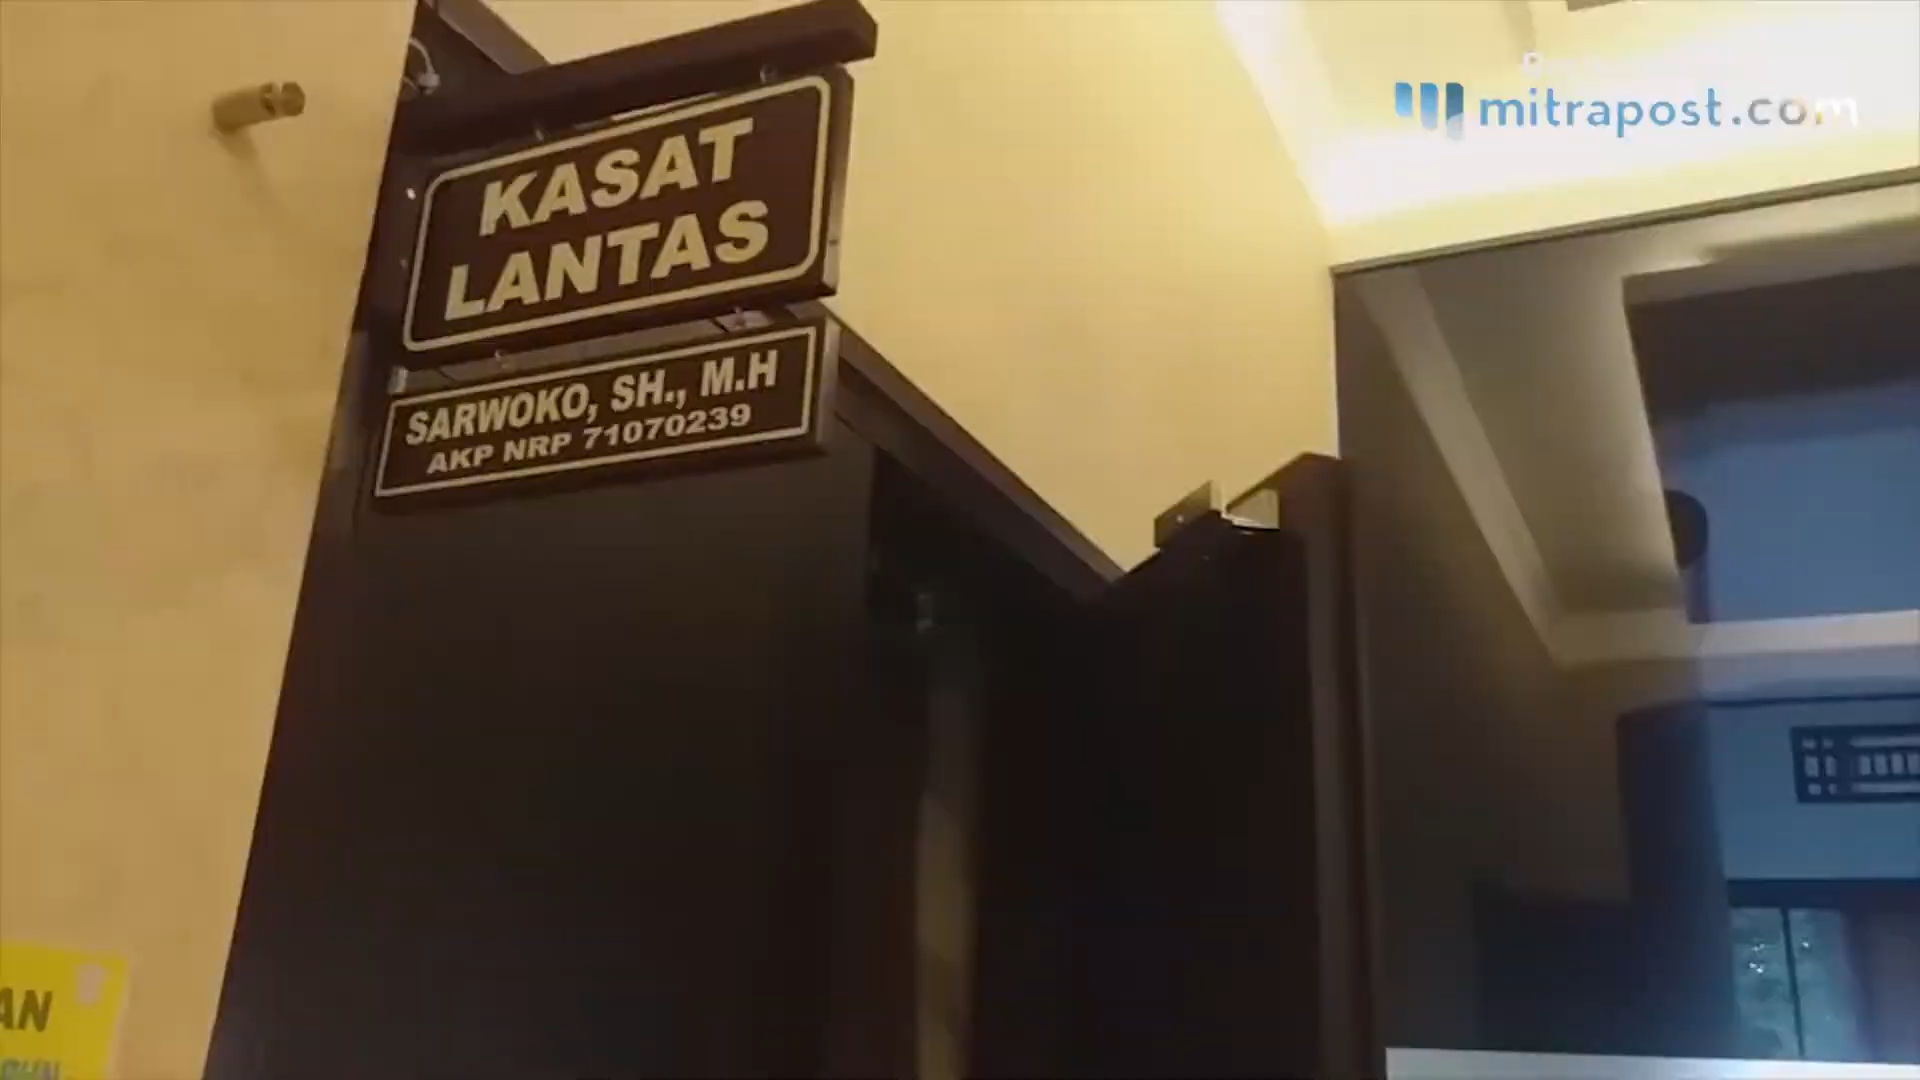 mitrapost.com
KASAT
LANTAS
SARWOKO, SH., M.H
AKP NRP 71070239
AN